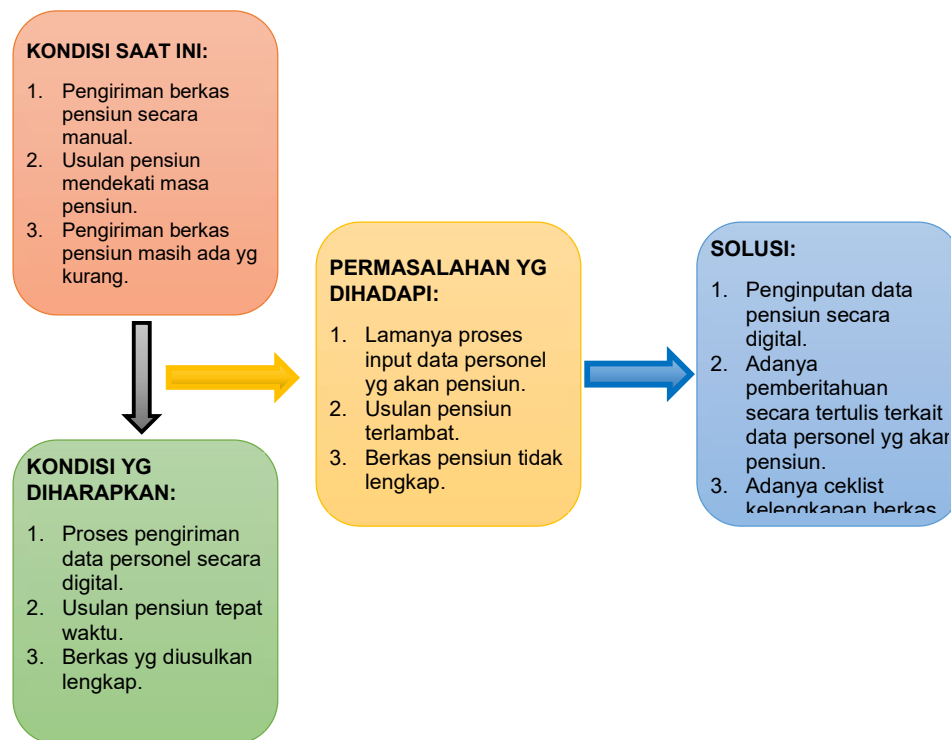 KONDISI SAAT INI:
1. Pengiriman berkas
pensiun secara
manual.
2. Usulan pensiun
mendekati masa
pensiun.
3. Pengiriman berkas
pensiun masih ada yg
kurang.
KONDISI YG
DIHARAPKAN:
1. Proses pengiriman
data personel secara
digital.
2. Usulan pensiun tepat
waktu.
3. Berkas yg diusulkan
lengkap.
PERMASALAHAN YG
DIHADAPI:
1. Lamanya proses
input data personel
yg akan pensiun.
2. Usulan pensiun
terlambat.
3. Berkas pensiun tidak
lengkap.
SOLUSI:
1. Penginputan data
pensiun secara
digital.
2. Adanya
pemberitahuan
secara tertulis terkait
data personel yg akan
pensiun.
3. Adanya ceklist
kelengkapan berkas